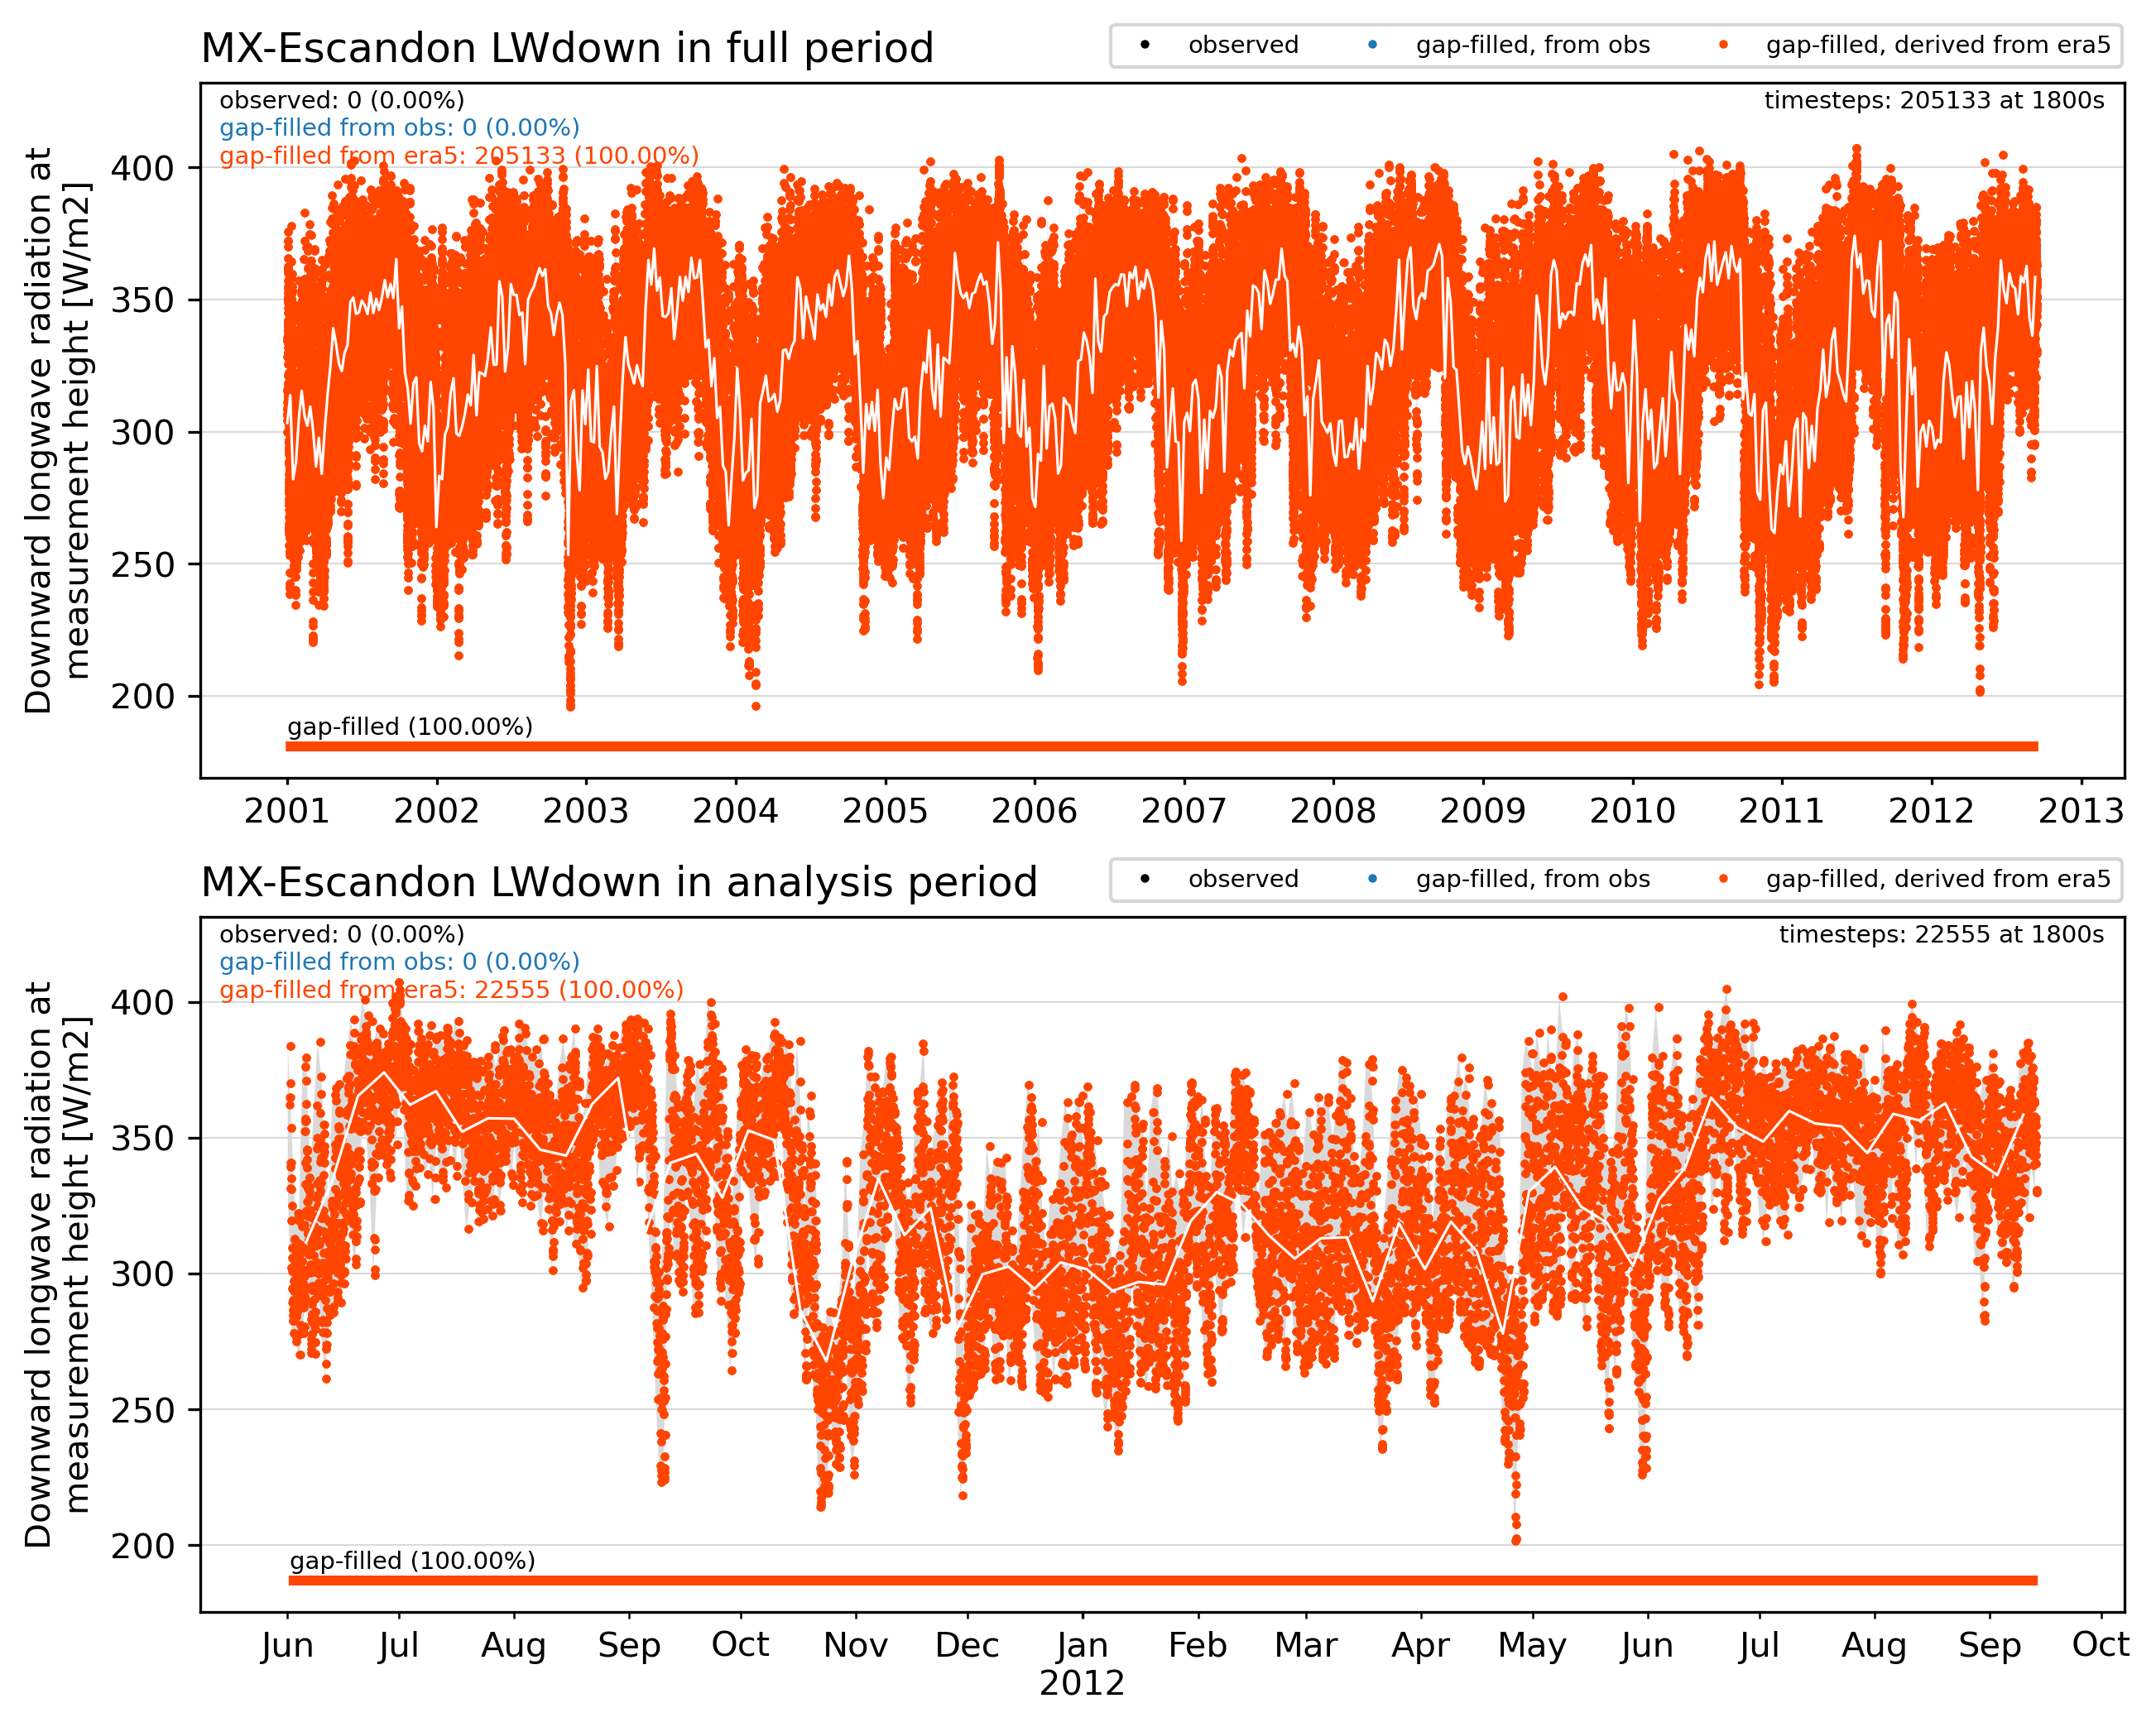 MX-Escandon LWdown in full period
observed
gap-filled, from obs
gap-filled, derived from era5
observed: 0 (0.00%)
gap-filled from obs: 0 (0.00%)
gap-filled from era5: 205133 (100.00%)
timesteps: 205133 at 1800s
Downward longwave radiation at
measurement height [W/m2]
400
350
300
250
200
gap-filled (100.00%)
2001 2002 2003 2004 2005 2006 2007 2008 2009 2010 2011 2012 2013
MX-Escandon LWdown in analysis period
observed
gap-filled, from obs
gap-filled, derived from era5
observed: 0 (0.00%)
gap-filled from obs: 0 (0.00%)
gap-filled from era5: 22555 (100.00%)
timesteps: 22555 at 1800s
Downward longwave radiation at
measurement height [W/m2]
400
350
300
250
200
gap-filled (100.00%)
Jun Jul Aug Sep Oct Nov Dec Jan Feb Mar Apr May Jun Jul Aug Sep Oct
2012